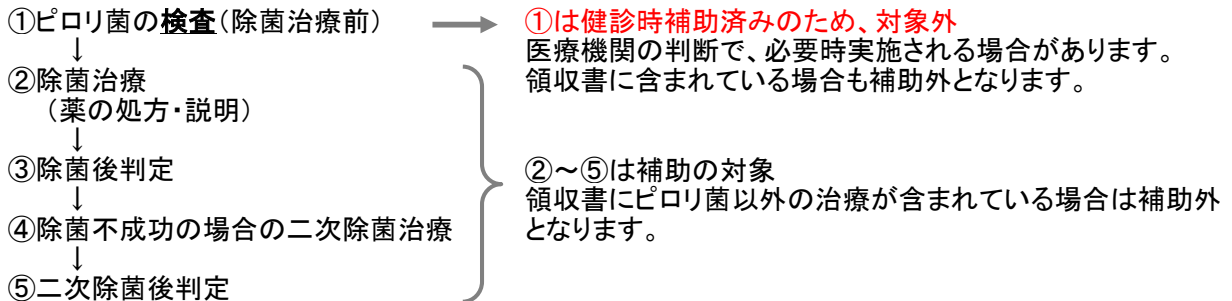 ①ピロリ菌の検査(除菌治療前)
↓
②除菌治療
(薬の処方・説明)
↓
③除菌後判定
↓
④除菌不成功の場合の二次除菌治療
↓
⑤二次除菌後判定
①は健診時補助済みのため、対象外
医療機関の判断で、必要時実施される場合があります。
領収書に含まれている場合も補助外となります。
②～⑤は補助の対象
領収書にピロリ菌以外の治療が含まれている場合は補助外
となります。